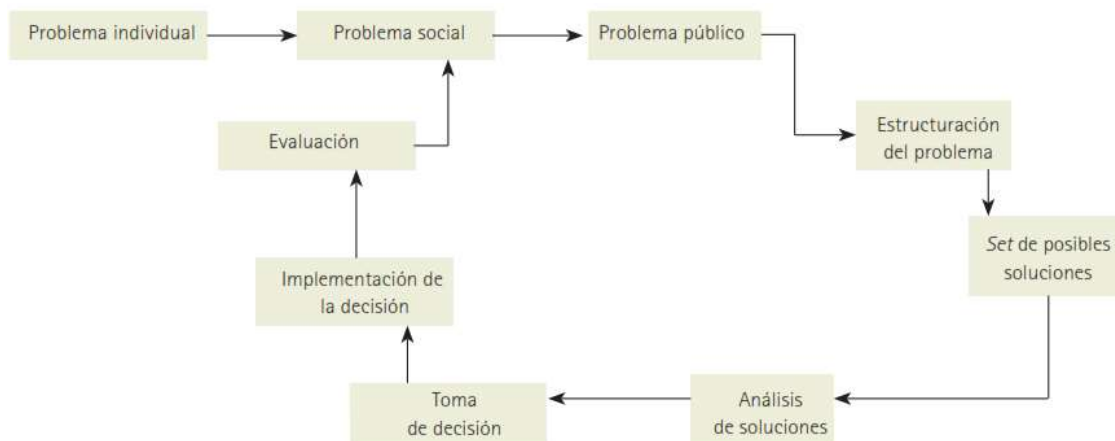 Problema individual
Problema social
Problema público
Estructuración
del problema
Set de posibles
soluciones
Análisis
de soluciones
Toma
de decisión
Implementación de
la decisión
Evaluación